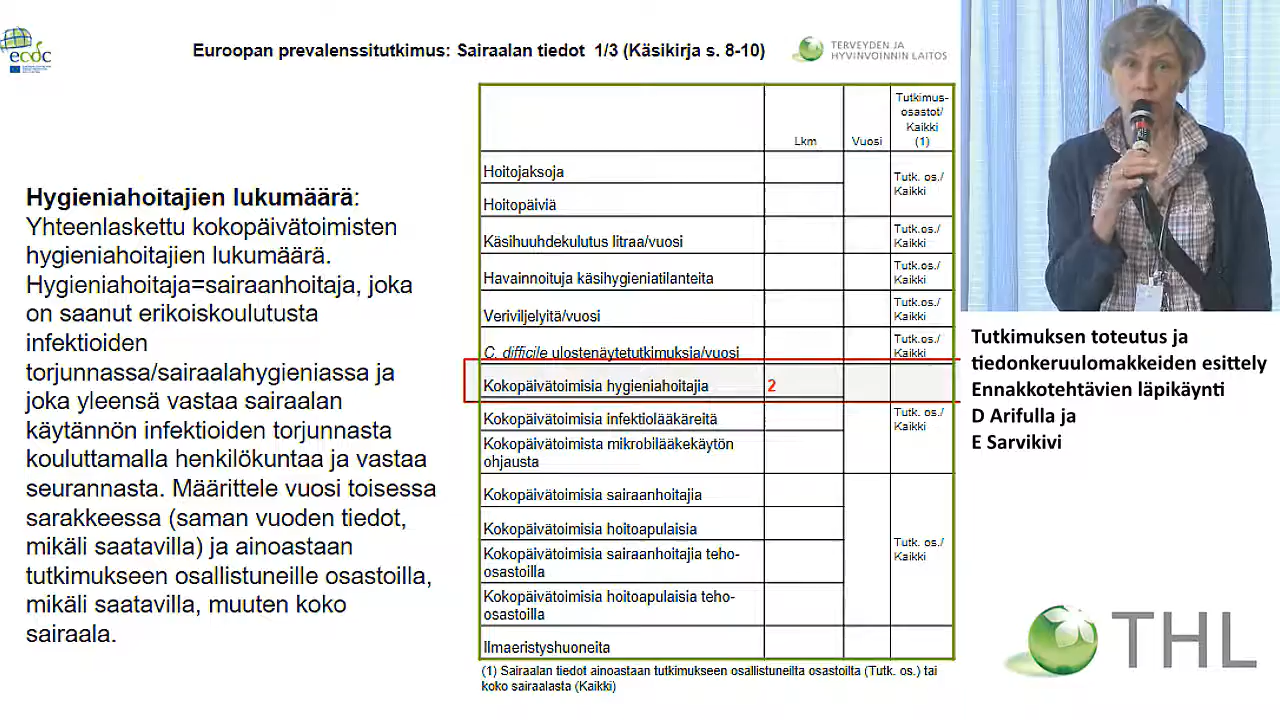 ecdc
Euroopan prevalenssitutkimus: Sairaalan tiedot 1/3 (Käsikirja s. 8-10)
TERVEYDEN JA
HYVINVOINNIN LAITOS
Hygieniahoitajien lukumäärä:
Yhteenlaskettu kokopäivätoimisten
hygieniahoitajien lukumäärä.
Hygieniahoitaja=sairaanhoitaja, joka
on saanut erikoiskoulutusta
infektioiden
torjunnassa/sairaalahygieniassa ja
joka yleensä vastaa sairaalan
käytännön infektioiden torjunnasta
kouluttamalla henkilökuntaa ja vastaa
seurannasta. Määrittele vuosi toisessa
sarakkeessa (saman vuoden tiedot,
mikäli saatavilla) ja ainoastaan
tutkimukseen osallistuneille osastoilla,
mikäli saatavilla, muuten koko
sairaala.
Lkm
Vuosi
Tutkimus-
osastot/
Kaikki
(1)
Hoitojaksoja
Hoitopäiviä
Tutk. os./
Kaikki
Käsihuuhdekulutus litraa/vuosi
Tutk.os./
Kaikki
Havainnoituja käsihygieniatilanteita
Tutk.os./
Kaikki
Veriviljelyitä/vuosi
Tutk.os./
Kaikki
C. difficile ulostenäytetutkimuksia/vuosi
Tutk.os./
Kaikki
Kokopäivätoimisia hygieniahoitajia 2
Kokopäivätoimisia infektiolääkäreitä
Kokopäivätoimista mikrobilääkekäytön
ohjausta
Tutk. os./
Kaikki
Kokopäivätoimisia sairaanhoitajia
Kokopäivätoimisia hoitoapulaisia
Kokopäivätoimisia sairaanhoitajia teho-
osastoilla
Kokopäivätoimisia hoitoapulaisia teho-
osastoilla
Tutk. os./
Kaikki
Ilmaeristyshuoneita
(1) Sairaalan tiedot ainoastaan tutkimukseen osallistuneilta osastoilta (Tutk. os.) tai
koko sairaalasta (Kaikki)
Tutkimuksen toteutus ja
tiedonkeruulomakkeiden esittely
Ennakkotehtävien läpikäynti
D Arifulla ja
E Sarvikivi
THL